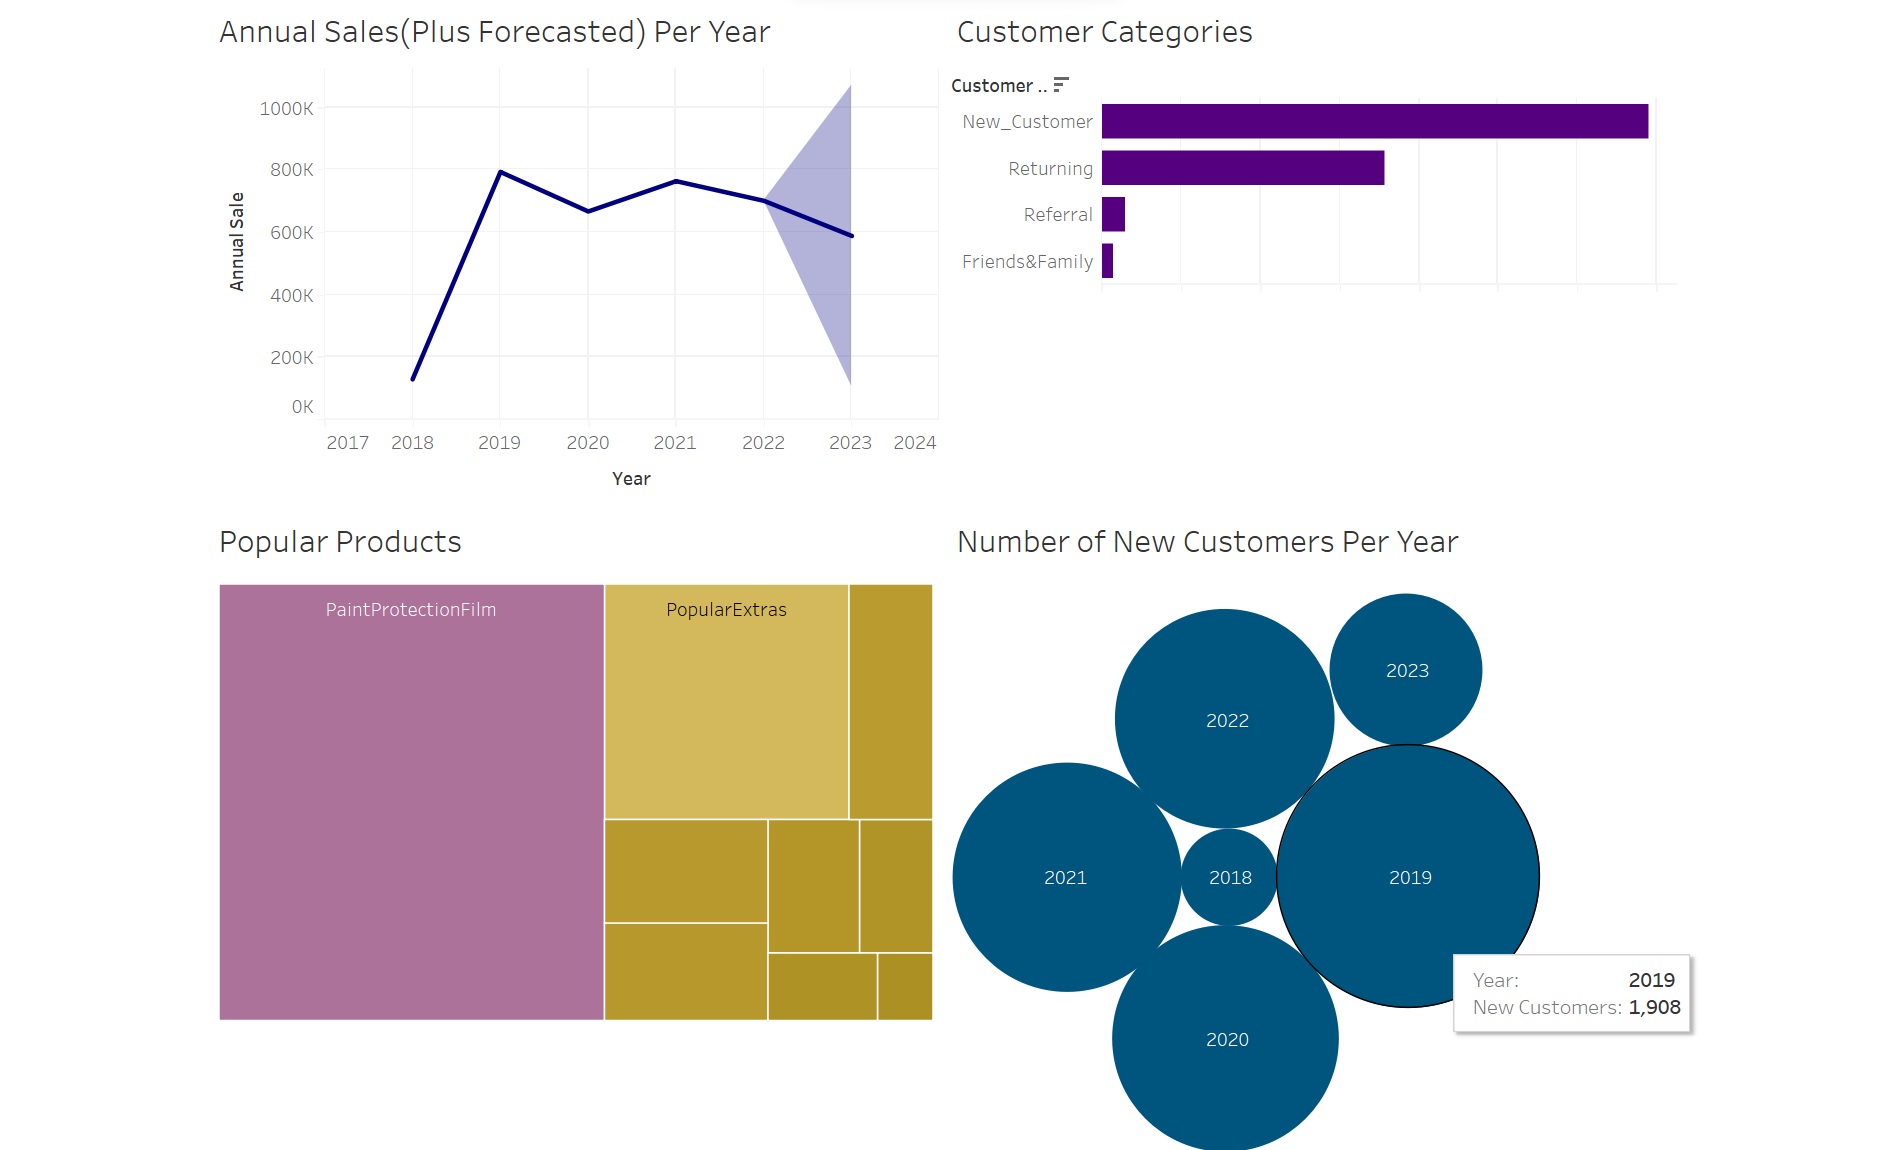 Annual Sales(Plus Forecasted) Per Year
1000K
800K
600K
400K
200K
0K
Annual Sale
2017 2018 2019 2020 2021 2022 2023 2024
Year
Customer Categories
Customer ..
New_Customer
Returning
Referral
Friends&Family
Popular Products
PaintProtectionFilm
PopularExtras
Number of New Customers Per Year
2023
2022
2021
2018
2019
2020
Year: 2019
New Customers: 1,908